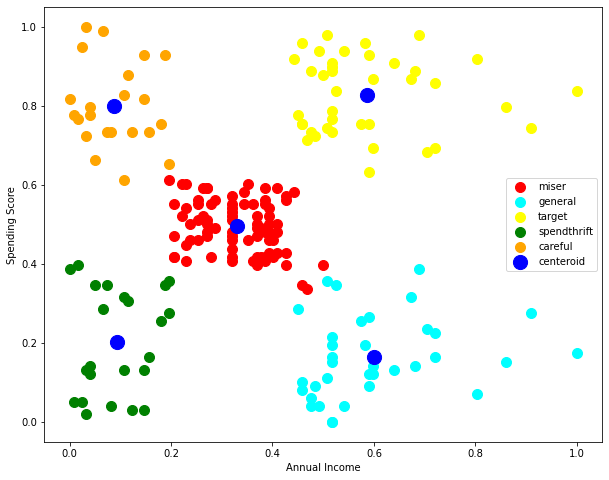 1.0
0.8
0.6
0.4
0.2
0.0
Spending Score
miser
general
target
spendthrift
careful
centeroid
0.0 0.2 0.4 0.6 0.8 1.0
Annual Income